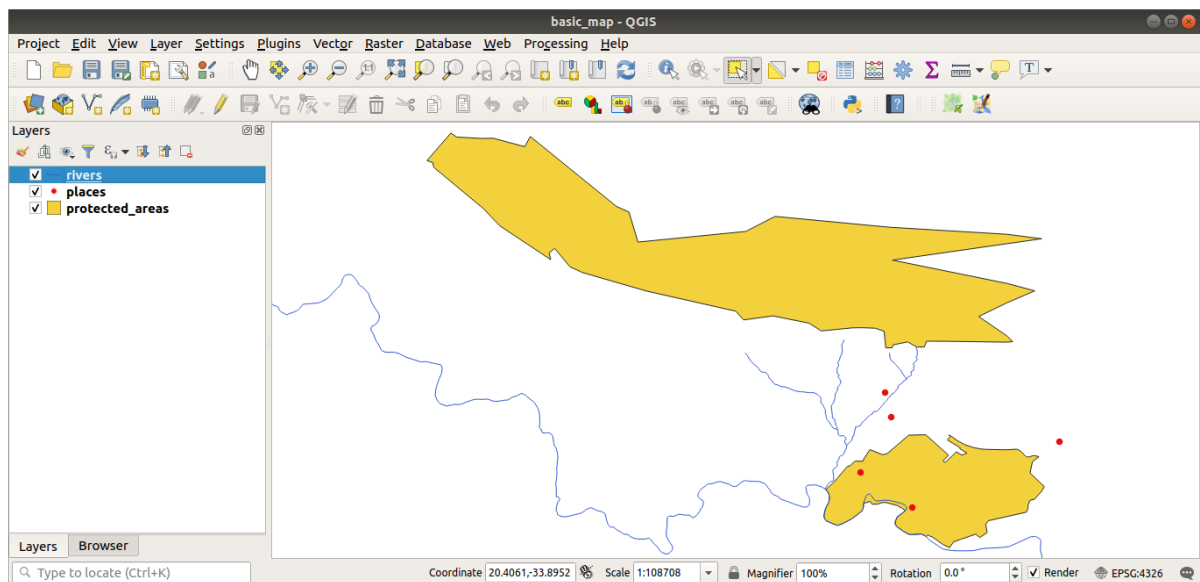 basic_map - QGIS
Project Edit View Layer Settings Plugins Vector Raster Database Web Processing Help
Layers
rivers
places
protected_areas
Layers Browser
Type to locate (Ctrl+K) Coordinate 20.4061,-33.8952 Scale 1:108708 Magnifier 100% Rotation 0.0 ° Render EPSG:4326